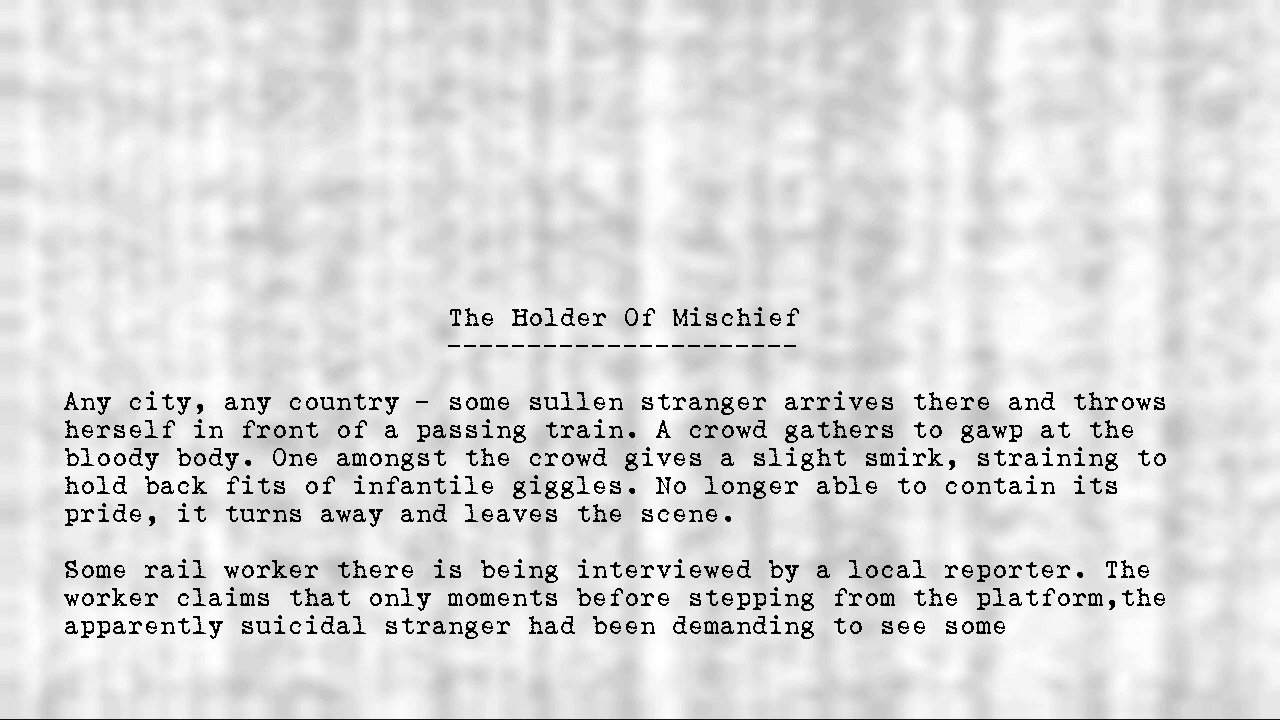 The Holder Of Mischief
----------------------
Any city, any country - some sullen stranger arrives there and throws
herself in front of a passing train. A crowd gathers to gawp at the
bloody body. One amongst the crowd gives a slight smirk, straining to
hold back fits of infantile giggles. No longer able to contain its
pride, it turns away and leaves the scene.
Some rail worker there is being interviewed by a local reporter. The
worker claims that only moments before stepping from the platform,the
apparently suicidal stranger had been demanding to see some